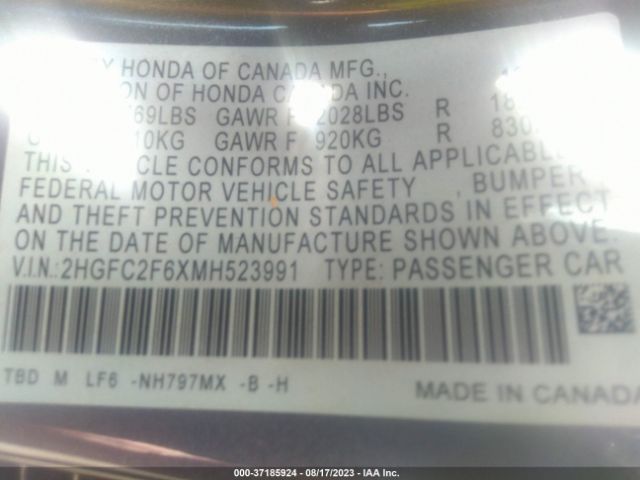 HONDA OF CANADA MFG.,
OF HONDA CANADA INC.
69LBS GAWR F 2028LBS R 18
10KG GAWR F 920KG R 830
THIS CONFORMS TO ALL APPLICABLE
FEDERAL MOTOR VEHICLE SAFETY , BUMPER
AND THEFT PREVENTION STANDARDS IN EFFECT
ON THE DATE OF MANUFACTURE SHOWN ABOVE.
V.I.N.:2HGFC2F6XMH523991 TYPE: PASSENGER CAR
TBD M LF6 -NH797MX -B -H
MADE IN CANADA
000-37185924 - 08/17/2023 - IAA Inc.